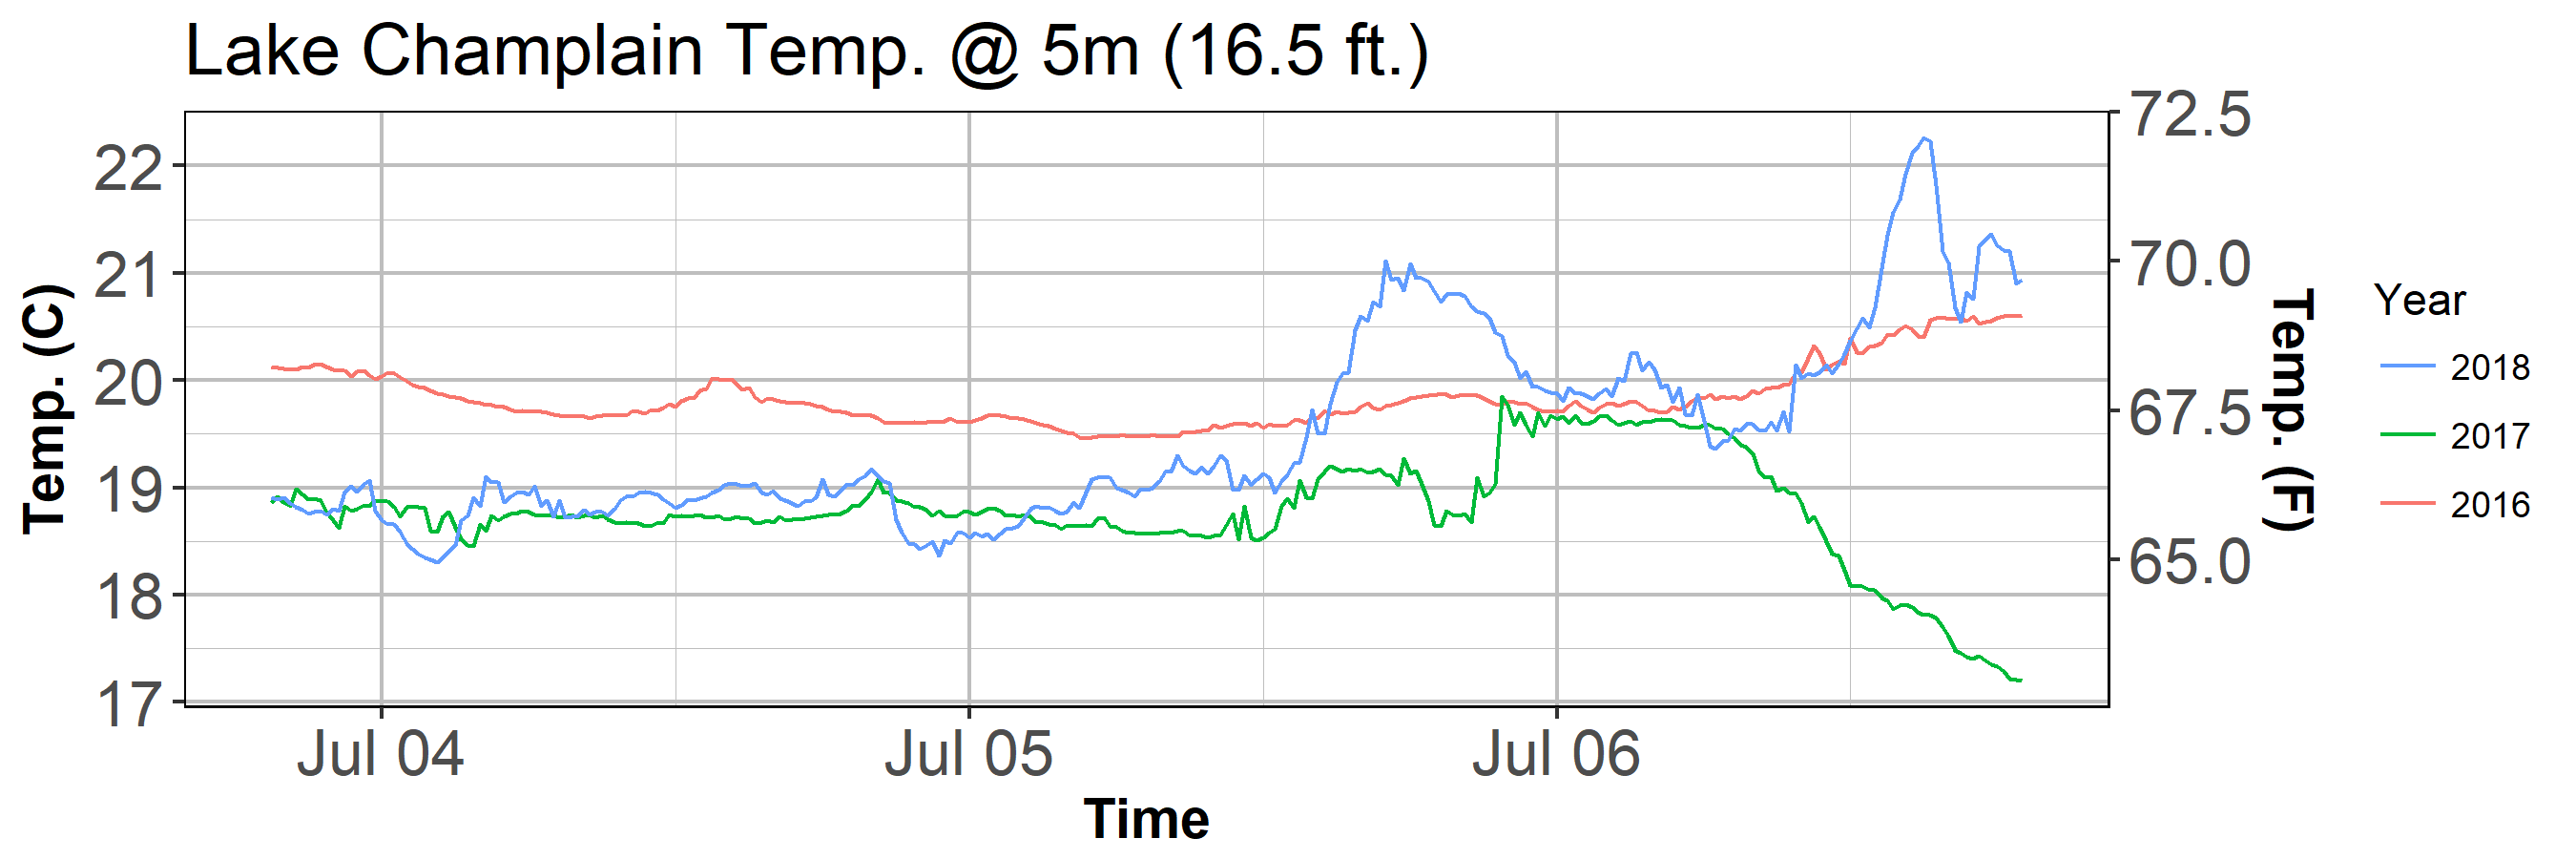 Lake Champlain Temp. @ 5m (16.5 ft.)
Temp. (C)
22
21
20
19
18
17
72.5
70.0
67.5
65.0
Temp. (F)
Jul 04
Jul 05
Jul 06
Time
Year
2018
2017
2016